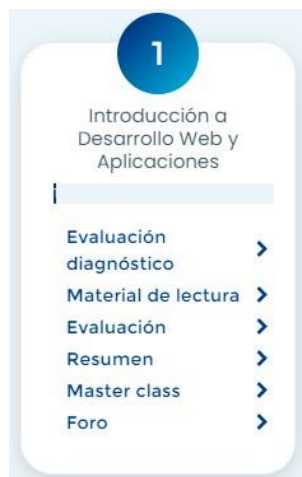 1
Introducción a
Desarrollo Web y
Aplicaciones
Evaluación
diagnóstico
Material de lectura
Evaluación
Resumen
Master class
Foro